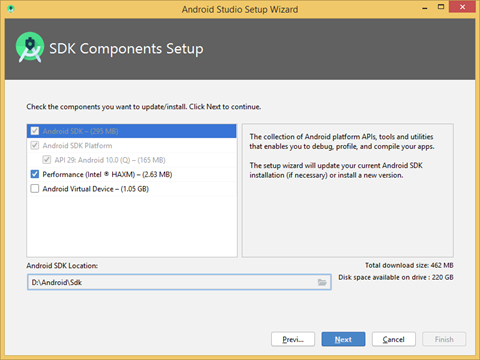 Android Studio Setup Wizard
SDK Components Setup
Check the components you want to update/install. Click Next to continue.
Android SDK – (295 MB)
Android SDK Platform
API 29: Android 10.0 (Q) – (165 MB)
Performance (Intel ® HAXM) – (2.63 MB)
Android Virtual Device – (1.05 GB)
The collection of Android platform APIs, tools and utilities
that enables you to debug, profile, and compile your apps.
The setup wizard will update your current Android SDK
installation (if necessary) or install a new version.
Android SDK Location:
D:\Android\Sdk
Total download size: 462 MB
Disk space available on drive : 220 GB
Previ...
Next
Cancel
Finish